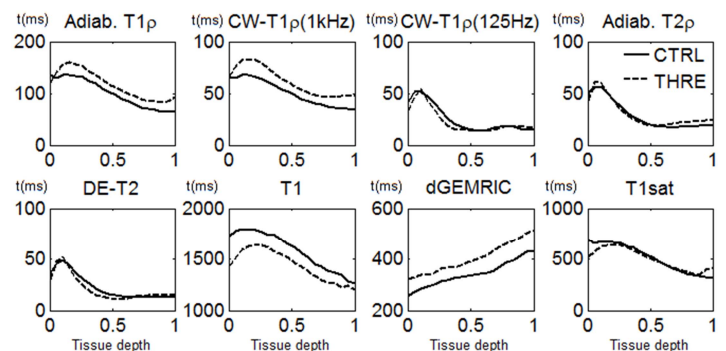 Adiab. T1ρ CW-T1ρ(1kHz) CW-T1ρ(125Hz) Adiab. T2ρ
t(ms) t(ms) t(ms) t(ms)
200 100 100 100
100 50 50 50
0 0 0 0
0 0.5 1 0 0.5 1 0 0.5 1 0 0.5 1
CTRL
THRE
DE-T2 T1 dGEMRIC T1sat
t(ms) t(ms) t(ms) t(ms)
100 2000 600 1000
50 1500 400 500
0 1000 200 0
0 0.5 1 0 0.5 1 0 0.5 1 0 0.5 1
Tissue depth Tissue depth Tissue depth Tissue depth